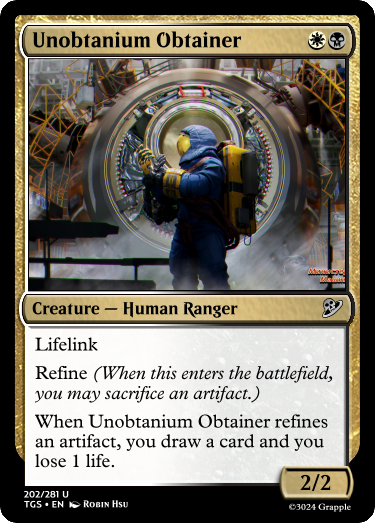 Unobtanium Obtainer
Creature — Human Ranger
Lifelink
Refine (When this enters the battlefield,
you may sacrifice an artifact.)
When Unobtanium Obtainer refines
an artifact, you draw a card and you
lose 1 life.
2/2
202/281 U
TGS • EN Robin Hsu
©3024 Grapple